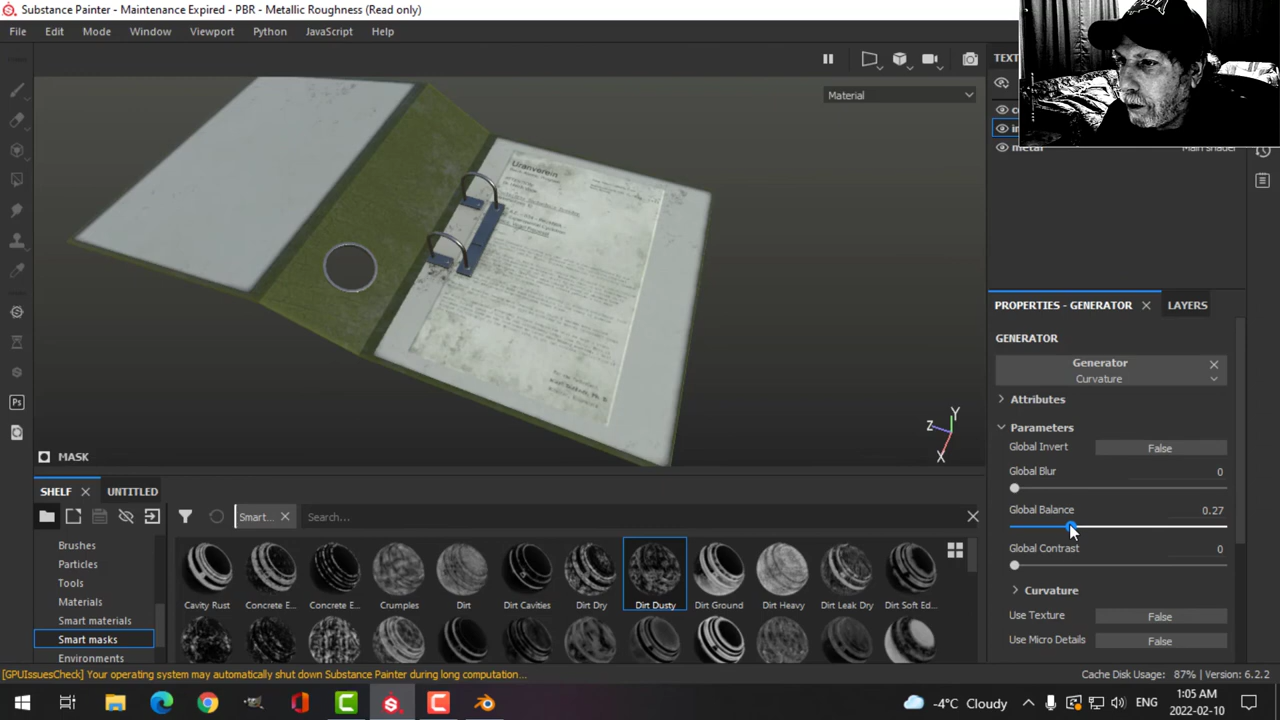 Substance Painter - Maintenance Expired - PBR - Metallic Roughness (Read only)
File Edit Mode Window Viewport Python JavaScript Help
Material
Uranverein
Y
Z
X
MASK
PROPERTIES - GENERATOR LAYERS
GENERATOR
Generator
Curvature
Attributes
Parameters
Global Invert False
Global Blur 0
Global Balance 0.27
Global Contrast 0
Curvature
Use Texture False
Use Micro Details False
SHELF UNTITLED
Smart... Search...
Brushes
Particles
Tools
Materials
Smart materials
Smart masks
Environments
Cavity Rust Concrete E... Concrete E... Crumples Dirt Dirt Cavities Dirt Dry Dirt Dusty Dirt Ground Dirt Heavy Dirt Leak Dry Dirt Soft Ed...
[GPUIssuesCheck] Your operating system may automatically shut down Substance Painter during long computation...
Cache Disk Usage: 87% | Version: 6.2.2
Ps
-4°C Cloudy ENG 1:05 AM
2022-02-10